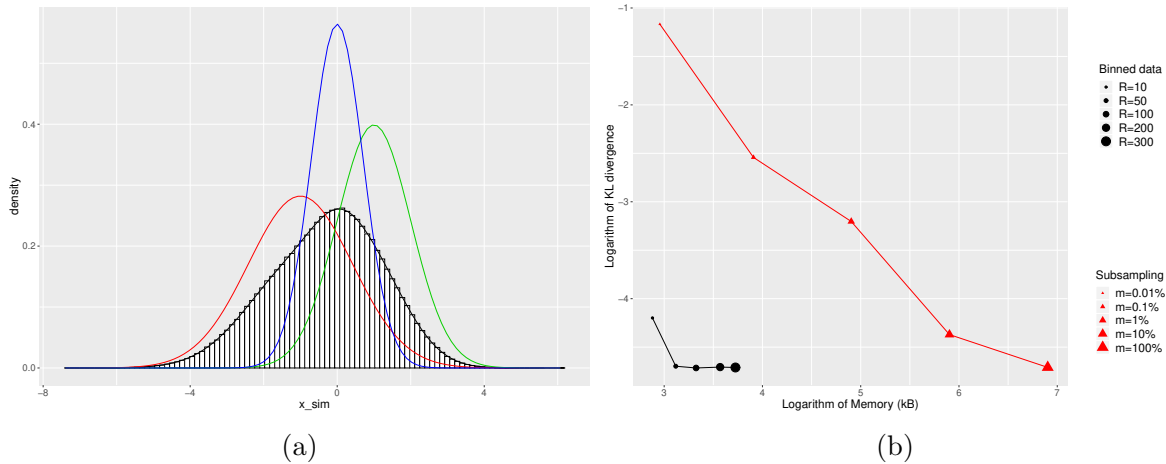 density
0.4
0.2
0.0
−8
−4
0
4
x_sim
(a)
Logarithm of KL divergence
−1
−2
−3
−4
3
4
5
6
7
Logarithm of Memory (kB)
(b)
Binned data
R=10
R=50
R=100
R=200
R=300
Subsampling
m=0.01%
m=0.1%
m=1%
m=10%
m=100%